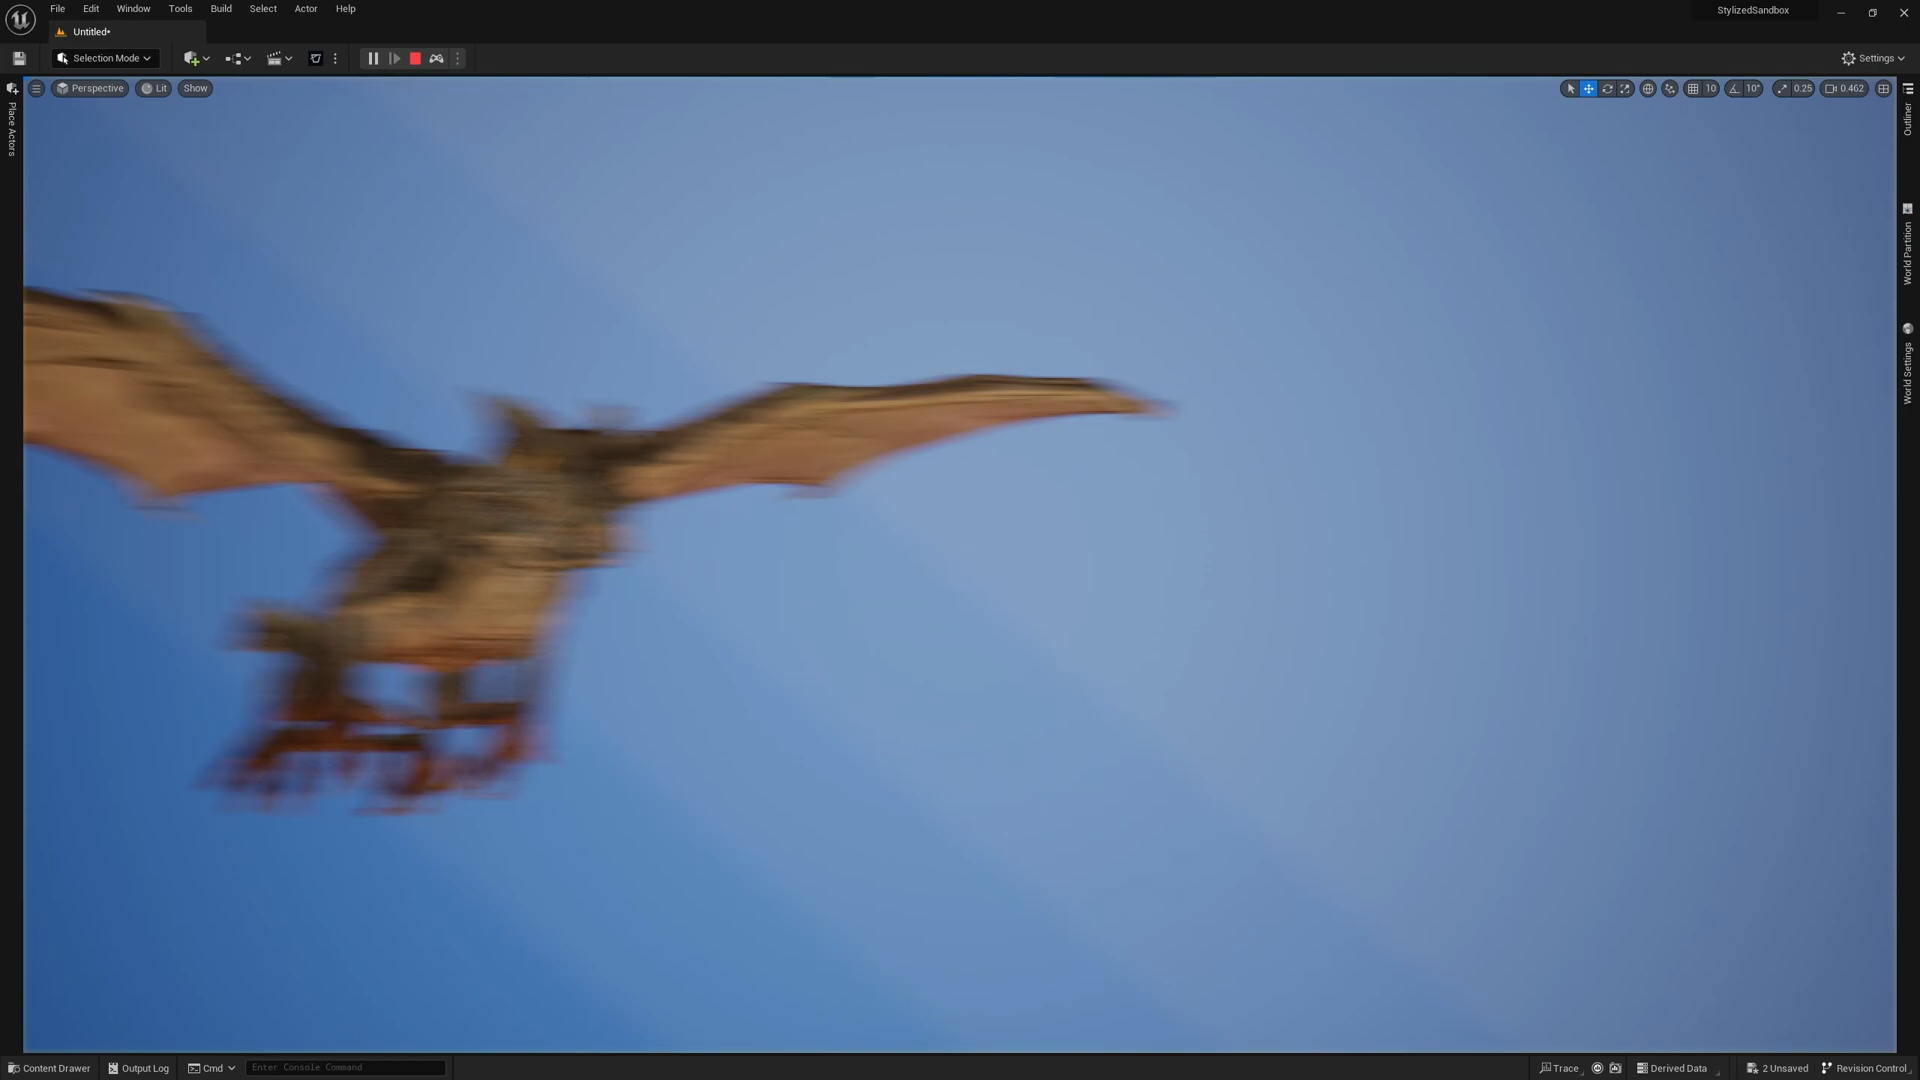 File Edit Window Tools Build Select Actor Help
StylizedSandbox
Untitled*
Selection Mode
Settings
Perspective Lit Show
10 10° 0.25 0.462
Place Actors
Outliner
World Partition
World Settings
Content Drawer Output Log Cmd Enter Console Command
Trace Derived Data 2 Unsaved Revision Control